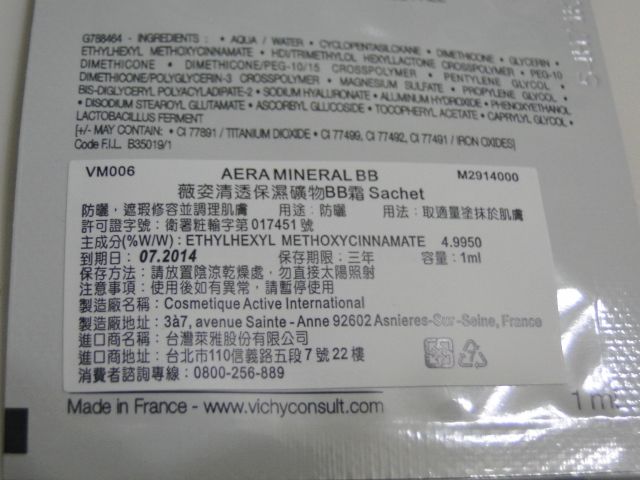 G788464 - INGREDIENTS : • AQUA / WATER • CYCLOPENTASILOXANE • DIMETHICONE • GLYCERIN •
ETHYLHEXYL METHOXYCINNAMATE • HDI/TRIMETHYLOL HEXYLLACTONE CROSSPOLYMER • PEG-10
DIMETHICONE • DIMETHICONE/PEG-10/15 CROSSPOLYMER • PENTYLENE GLYCOL •
DIMETHICONE/POLYGLYCERIN-3 CROSSPOLYMER • MAGNESIUM SULFATE • PROPYLENE GLYCOL •
BIS-DIGLYCERYL POLYACYLADIPATE-2 • SODIUM HYALURONATE • ALUMINUM HYDROXIDE • PHENOXYETHANOL
• DISODIUM STEAROYL GLUTAMATE • ASCORBYL GLUCOSIDE • TOCOPHERYL ACETATE • CAPRYLYL GLYCOL •
LACTOBACILLUS FERMENT
[+/- MAY CONTAIN: • CI 77891 / TITANIUM DIOXIDE • CI 77499, CI 77492, CI 77491 / IRON OXIDES]
Code F.I.L. B35019/1
VM006 AERA MINERAL BB M2914000
薇姿清透保濕礦物BB霜 Sachet
防曬，遮瑕修容並調理肌膚 用途：防曬 用法：取適量塗抹於肌膚
許可證字號：衛署粧輸字第017451號
主成分(%W/W)：ETHYLHEXYL METHOXYCINNAMATE 4.9950
到期日：07.2014 保存期限：三年 容量：1ml
保存方法：請放置陰涼乾燥處，勿直接太陽照射
注意事項：使用後如有異常，請暫停使用
製造廠名稱：Cosmetique Active International
製造廠地址：3à7, avenue Sainte-Anne 92602 Asnieres-Sur-Seine, France
進口商名稱：台灣萊雅股份有限公司
進口商地址：台北市110信義路五段7號22樓
消費者諮詢專線：0800-256-889
Made in France - www.vichyconsult.com 1 ml